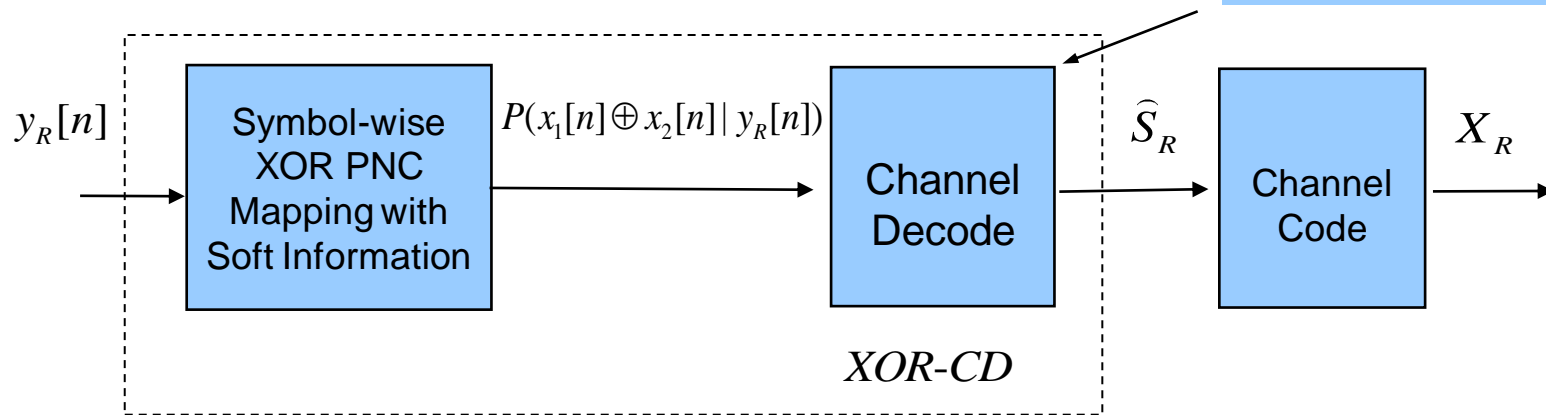 y_R[n]
Symbol-wise
XOR PNC
Mapping with
Soft Information
P(x_1[n]⊕x_2[n] | y_R[n])
Channel
Decode
Ŝ_R
Channel
Code
X_R
XOR-CD